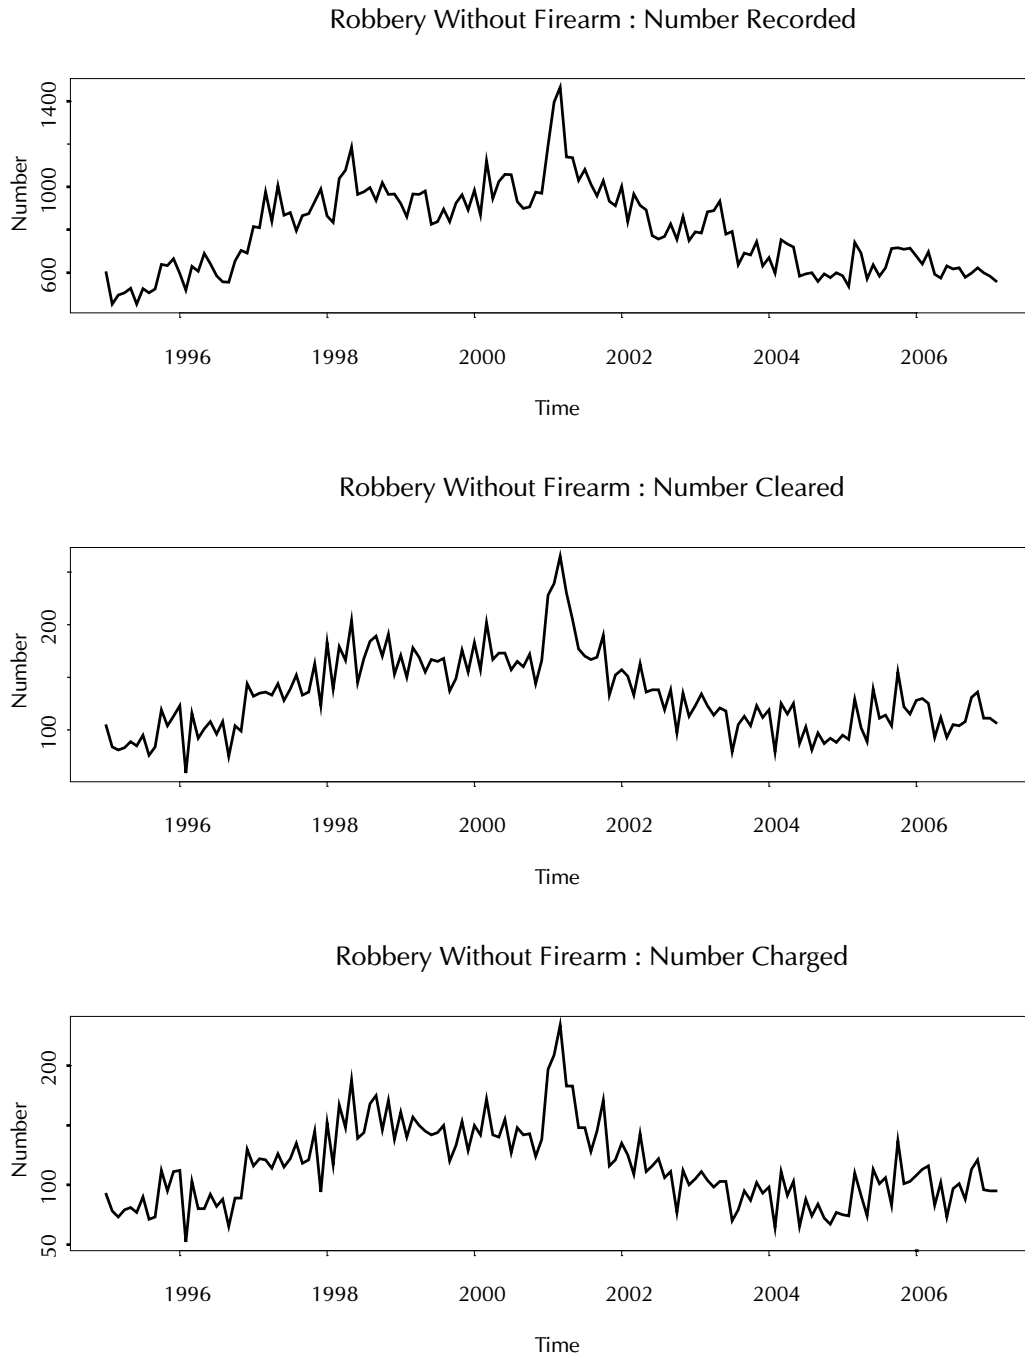 Robbery Without Firearm : Number Recorded
1400
1000
600
Number
1996 1998 2000 2002 2004 2006
Time
Robbery Without Firearm : Number Cleared
200
100
Number
1996 1998 2000 2002 2004 2006
Time
Robbery Without Firearm : Number Charged
200
100
50
Number
1996 1998 2000 2002 2004 2006
Time